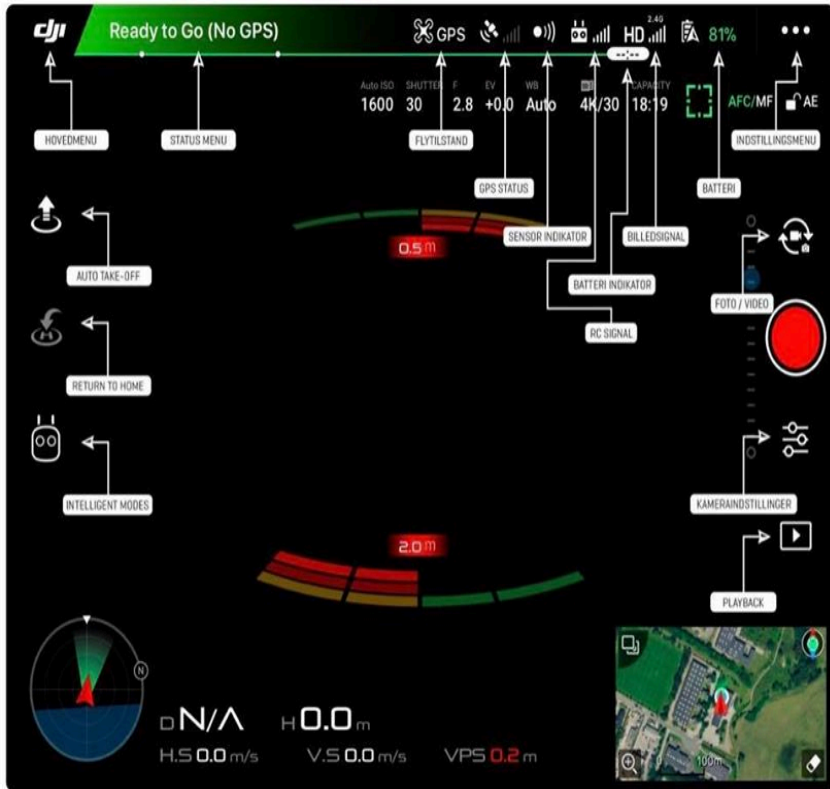 dji Ready to Go (No GPS) GPS HD 2.4G 81%
--:--
Auto ISO SHUTTER F EV WB CAPACITY
1600 30 2.8 +0.0 Auto 4K/30 18:19 AFC/MF AE
HOVEDMENU STATUS MENU FLYTILSTAND INDSTILLINGSMENU
GPS STATUS BATTERI
SENSOR INDIKATOR BILLEDSIGNAL
0.5 m
AUTO TAKE-OFF BATTERI INDIKATOR
FOTO / VIDEO
RC SIGNAL
H
RETURN TO HOME
INTELLIGENT MODES KAMERAINDSTILLINGER
2.0 m
PLAYBACK
N
D N/A H 0.0 m
H.S 0.0 m/s V.S 0.0 m/s VPS 0.2 m
0 100m